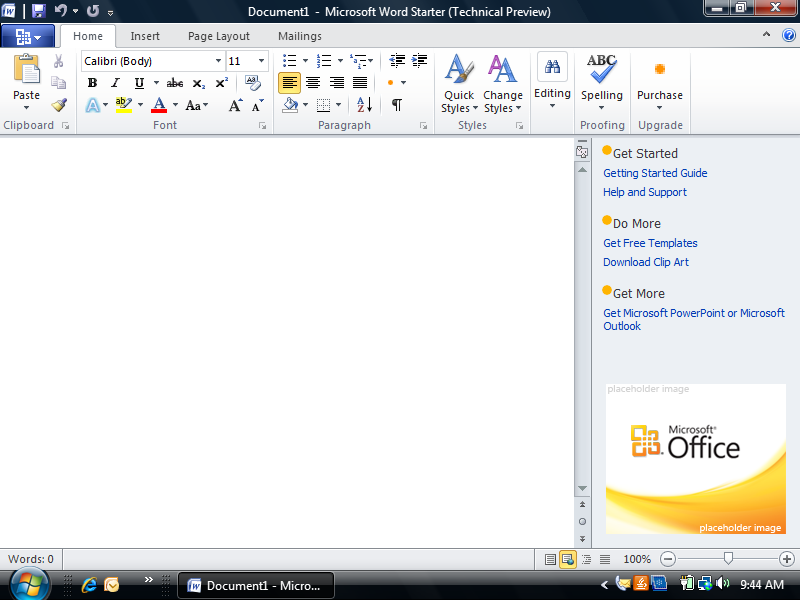 Document1 - Microsoft Word Starter (Technical Preview)
Home Insert Page Layout Mailings
Calibri (Body) 11
B I U abc x₂ x²
A ab A Aa A A A Z ¶
ABC
Paste
Quick Styles
Change Styles
Editing
Spelling
Purchase
Clipboard Font Paragraph Styles Proofing Upgrade
Get Started
Getting Started Guide
Help and Support
Do More
Get Free Templates
Download Clip Art
Get More
Get Microsoft PowerPoint or Microsoft
Outlook
placeholder image
Microsoft®
Office
placeholder image
Words: 0 100%
Document1 - Micro... 9:44 AM